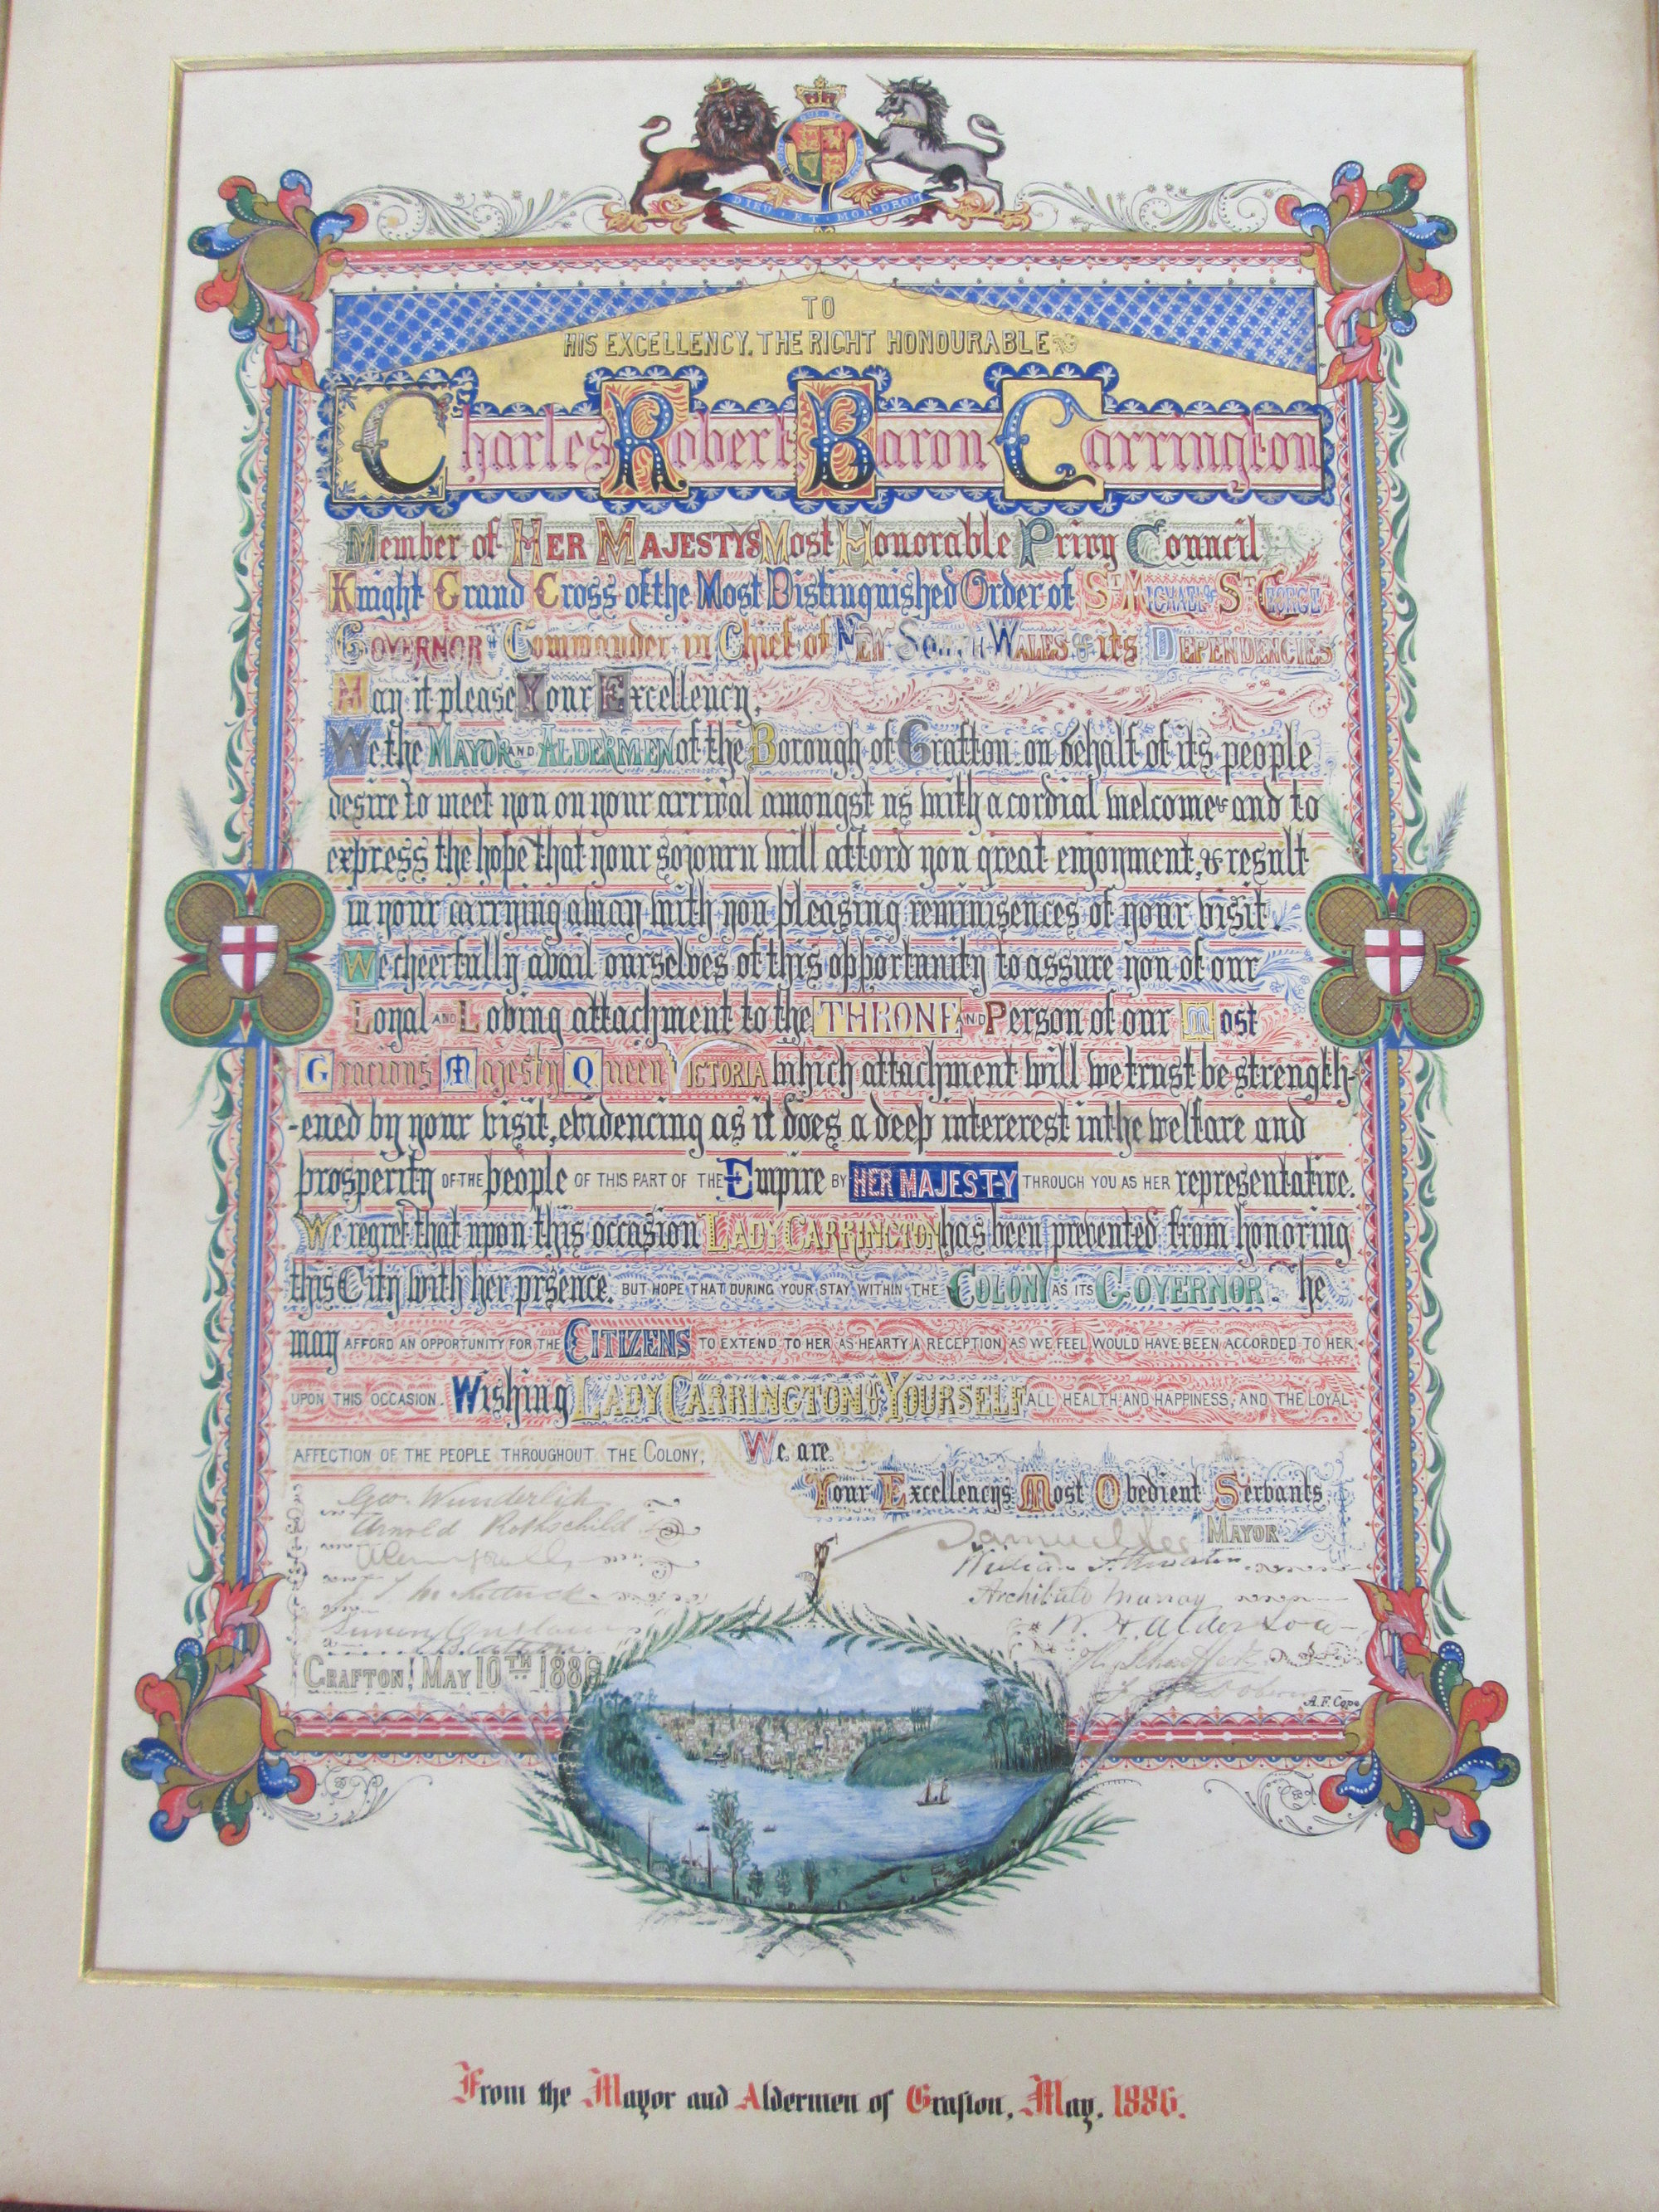 DIEU · ET · MON · DROIT
TO
HIS EXCELLENCY, THE RIGHT HONOURABLE
Charles Robert Baron Carrington
Member of HER MAJESTYS Most Honorable Privy Council
Knight Grand Cross of the Most Distinguished Order of ST MICHAEL & ST GEORGE
GOVERNOR & Commander in Chief of NEW SOUTH WALES & its DEPENDENCIES
May it please Your Excellency,
We the MAYOR AND ALDERMEN of the Borough of Grafton on behalf of its people
desire to meet you on your arrival amongst us with a cordial welcome and to
express the hope that your sojourn will afford you great enjoyment, & result
in your carrying away with you pleasing reminisences of your visit.
We cheerfully avail ourselves of this opportunity to assure you of our
Loyal AND Loving attachment to the THRONE AND Person of our Most
Gracious Majesty Queen VICTORIA which attachment will we trust be strength-
-ened by your visit, evidencing as it does a deep intererest in the welfare and
prosperity OF THE people OF THIS PART OF THE Empire BY HER MAJESTY THROUGH YOU AS HER representative.
We regret that upon this occasion LADY CARRINGTON has been prevented from honoring
this City with her prsence. BUT HOPE THAT DURING YOUR STAY WITHIN THE COLONY AS ITS GOVERNOR he
may AFFORD AN OPPORTUNITY FOR THE CITIZENS TO EXTEND TO HER AS HEARTY A RECEPTION AS WE FEEL WOULD HAVE BEEN ACCORDED TO HER
UPON THIS OCCASION. Wishing LADY CARRINGTON & YOURSELF ALL HEALTH AND HAPPINESS, AND THE LOYAL
AFFECTION OF THE PEOPLE THROUGHOUT THE COLONY, We are
Your Excellencys Most Obedient Servants
Geo. Wunderlich
Arnold Rothschild
Samuel See MAYOR
William
Archibald Murray
W. H. Alder
GRAFTON! MAY 10TH 1886
A.F. Cope
From the Mayor and Aldermen of Grafton, May, 1886.